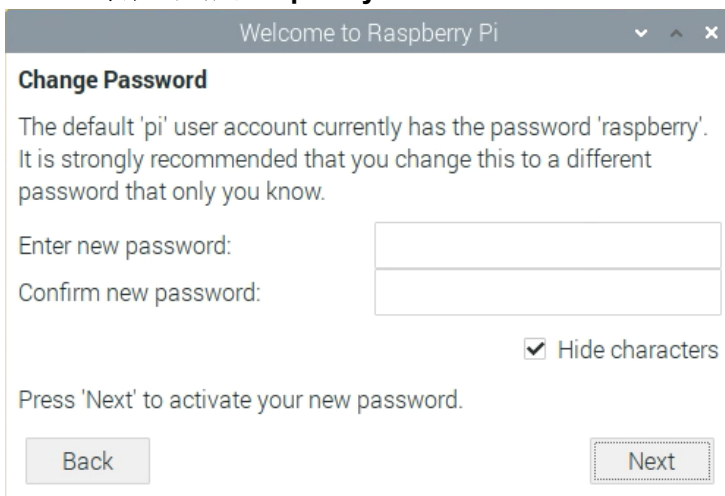 Welcome to Raspberry Pi
Change Password
The default 'pi' user account currently has the password 'raspberry'.
It is strongly recommended that you change this to a different
password that only you know.
Enter new password:
Confirm new password:
Hide characters
Press 'Next' to activate your new password.
Back
Next